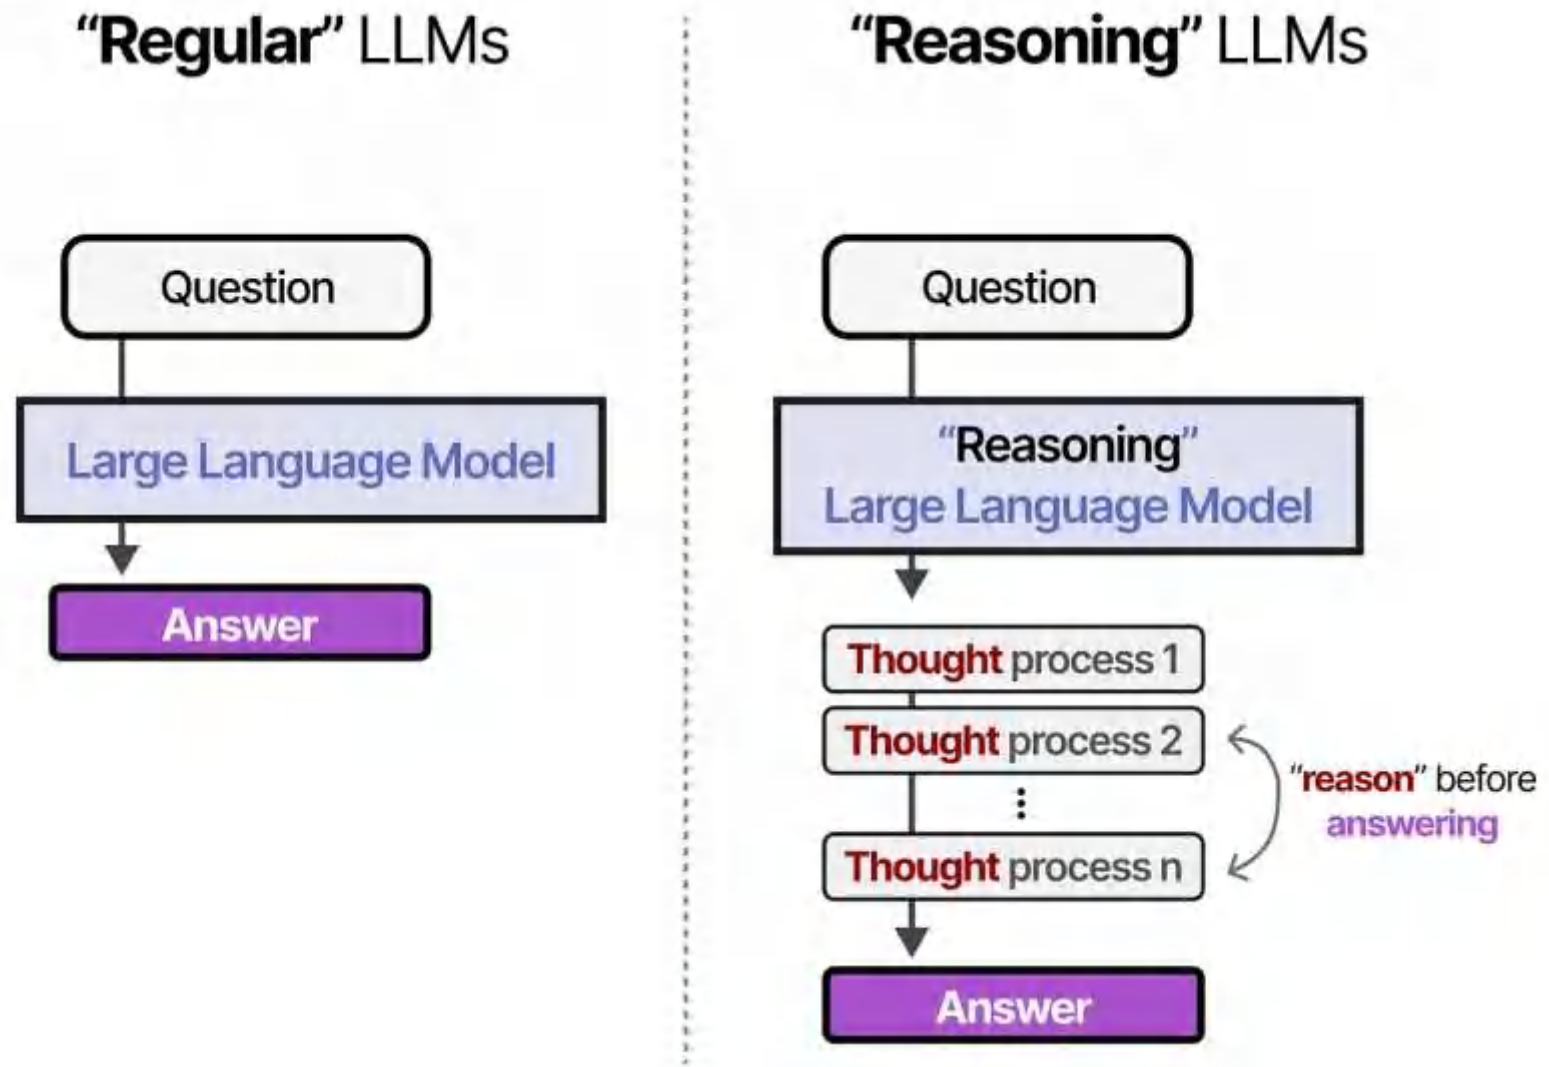 “Regular” LLMs
Question
Large Language Model
Answer
“Reasoning” LLMs
Question
“Reasoning”
Large Language Model
Thought process 1
Thought process 2
⋮
Thought process n
“reason” before
answering
Answer